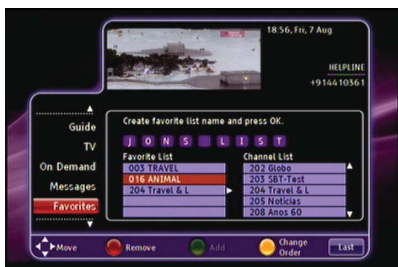 18:56, Fri, 7 Aug
HELPLINE
+914410361
Guide
TV
On Demand
Messages
Favorites
Create favorite list name and press OK.
J O N S L I S T
Favorite List
003 TRAVEL
016 ANIMAL
204 Travel & L
Channel List
202 Globo
203 SBT-Test
204 Travel & L
205 Noticias
208 Anos 60
Move
Remove
Add
Change
Order
Last